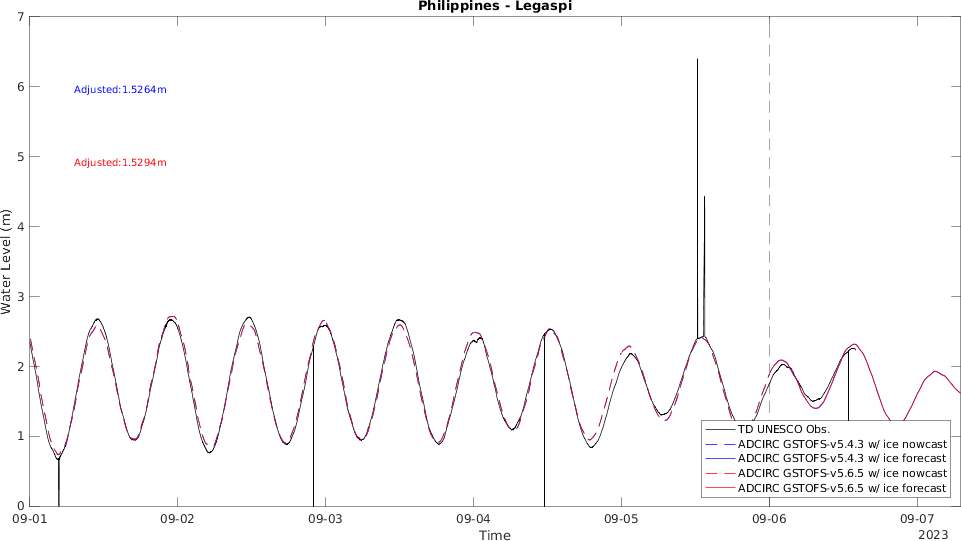 Philippines - Legaspi
7
6
5
4
3
2
1
0
Water Level (m)
Adjusted:1.5264m
Adjusted:1.5294m
TD UNESCO Obs.
ADCIRC GSTOFS-v5.4.3 w/ ice nowcast
ADCIRC GSTOFS-v5.4.3 w/ ice forecast
ADCIRC GSTOFS-v5.6.5 w/ ice nowcast
ADCIRC GSTOFS-v5.6.5 w/ ice forecast
09-01 09-02 09-03 09-04 09-05 09-06 09-07
Time
2023